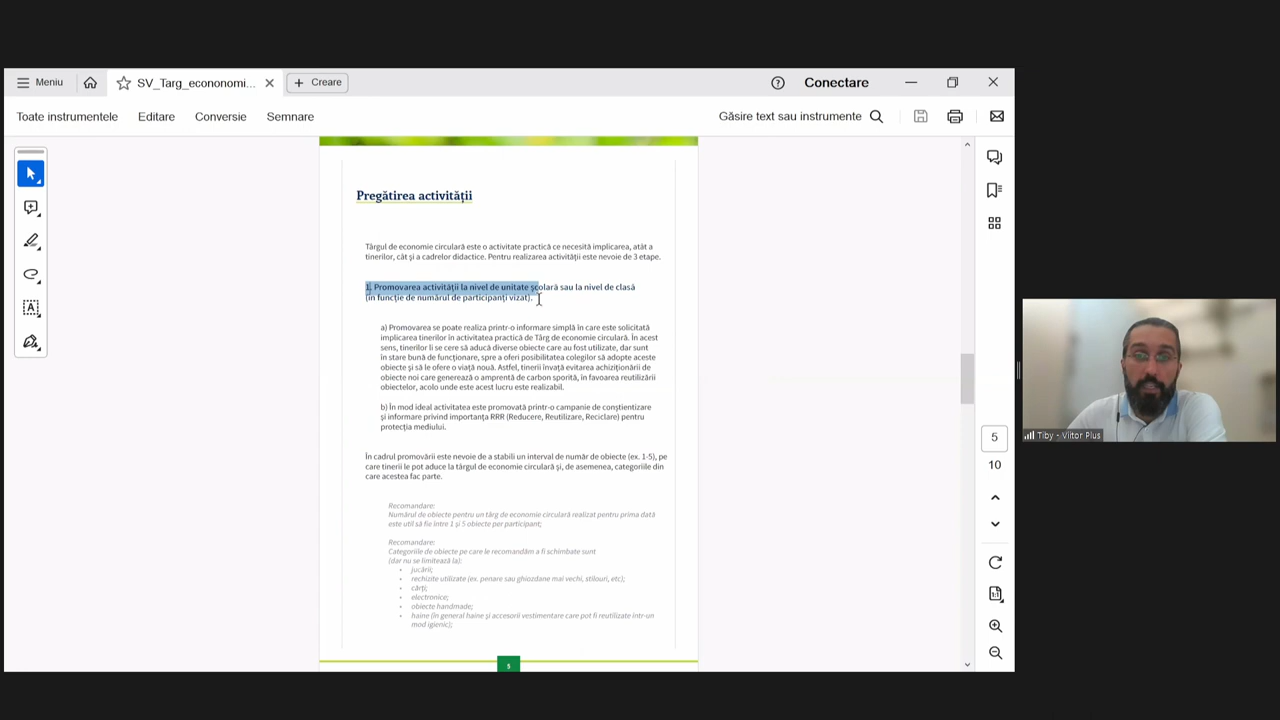 Meniu
SV_Targ_econonomi...
Creare
Conectare
Toate instrumentele
Editare
Conversie
Semnare
Găsire text sau instrumente
Pregătirea activității
Târgul de economie circulară este o activitate practică ce necesită implicarea, atât a
tinerilor, cât și a cadrelor didactice. Pentru realizarea activității este nevoie de 3 etape.
1. Promovarea activității la nivel de unitate școlară sau la nivel de clasă
(în funcție de numărul de participanți vizat).
a) Promovarea se poate realiza printr-o informare simplă în care este solicitată
implicarea tinerilor în activitatea practică de Târg de economie circulară. În acest
sens, tinerilor li se cere să aducă diverse obiecte care au fost utilizate, dar sunt
în stare bună de funcționare, spre a oferi posibilitatea colegilor să adopte aceste
obiecte și să le ofere o viață nouă. Astfel, tinerii învață evitarea achiziționării de
obiecte noi care generează o amprentă de carbon sporită, în favoarea reutilizării
obiectelor, acolo unde este acest lucru este realizabil.
b) În mod ideal activitatea este promovată printr-o campanie de conștientizare
și informare privind importanța RRR (Reducere, Reutilizare, Reciclare) pentru
protecția mediului.
În cadrul promovării este nevoie de a stabili un interval de număr de obiecte (ex. 1-5), pe
care tinerii le pot aduce la târgul de economie circulară și, de asemenea, categoriile din
care acestea fac parte.
Recomandare:
Numărul de obiecte pentru un târg de economie circulară realizat pentru prima dată
este util să fie între 1 și 5 obiecte per participant;
Recomandare:
Categoriile de obiecte pe care le recomandăm a fi schimbate sunt
(dar nu se limitează la):
• jucării;
• rechizite utilizate (ex. penare sau ghiozdane mai vechi, stilouri, etc);
• cărți;
• electronice;
• obiecte handmade;
• haine (în general haine și accesorii vestimentare care pot fi reutilizate într-un
mod igienic);
5
5
10
Tiby - Viitor Plus